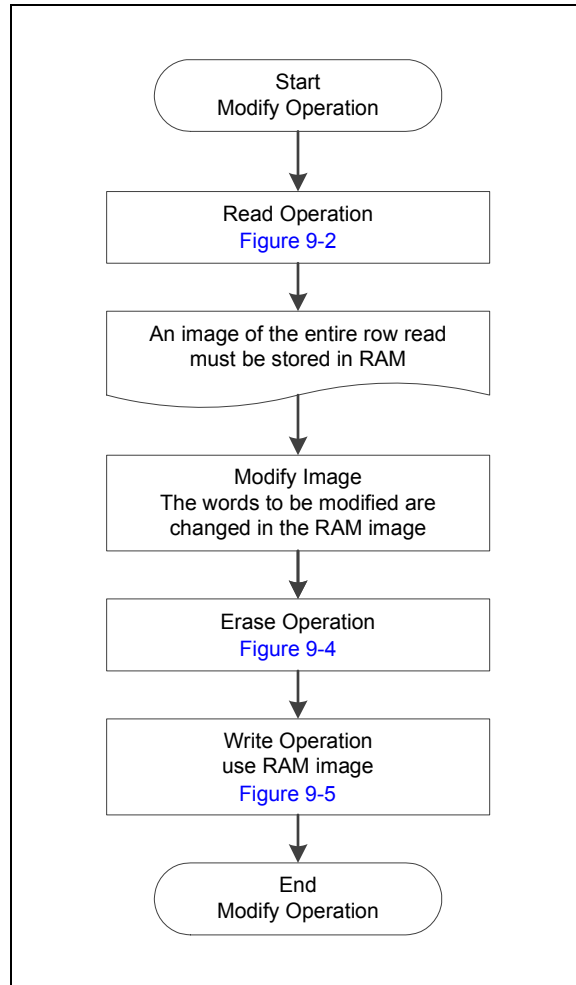 Start
Modify Operation
Read Operation
Figure 9-2
An image of the entire row read
must be stored in RAM
Modify Image
The words to be modified are
changed in the RAM image
Erase Operation
Figure 9-4
Write Operation
use RAM image
Figure 9-5
End
Modify Operation